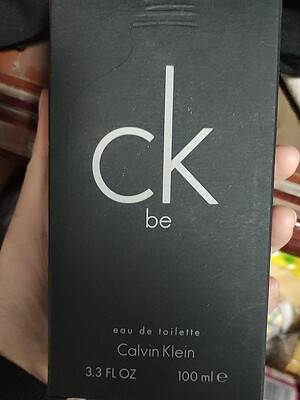 ck
be
eau de toilette
Calvin Klein
3.3 FL OZ 100 ml ℮